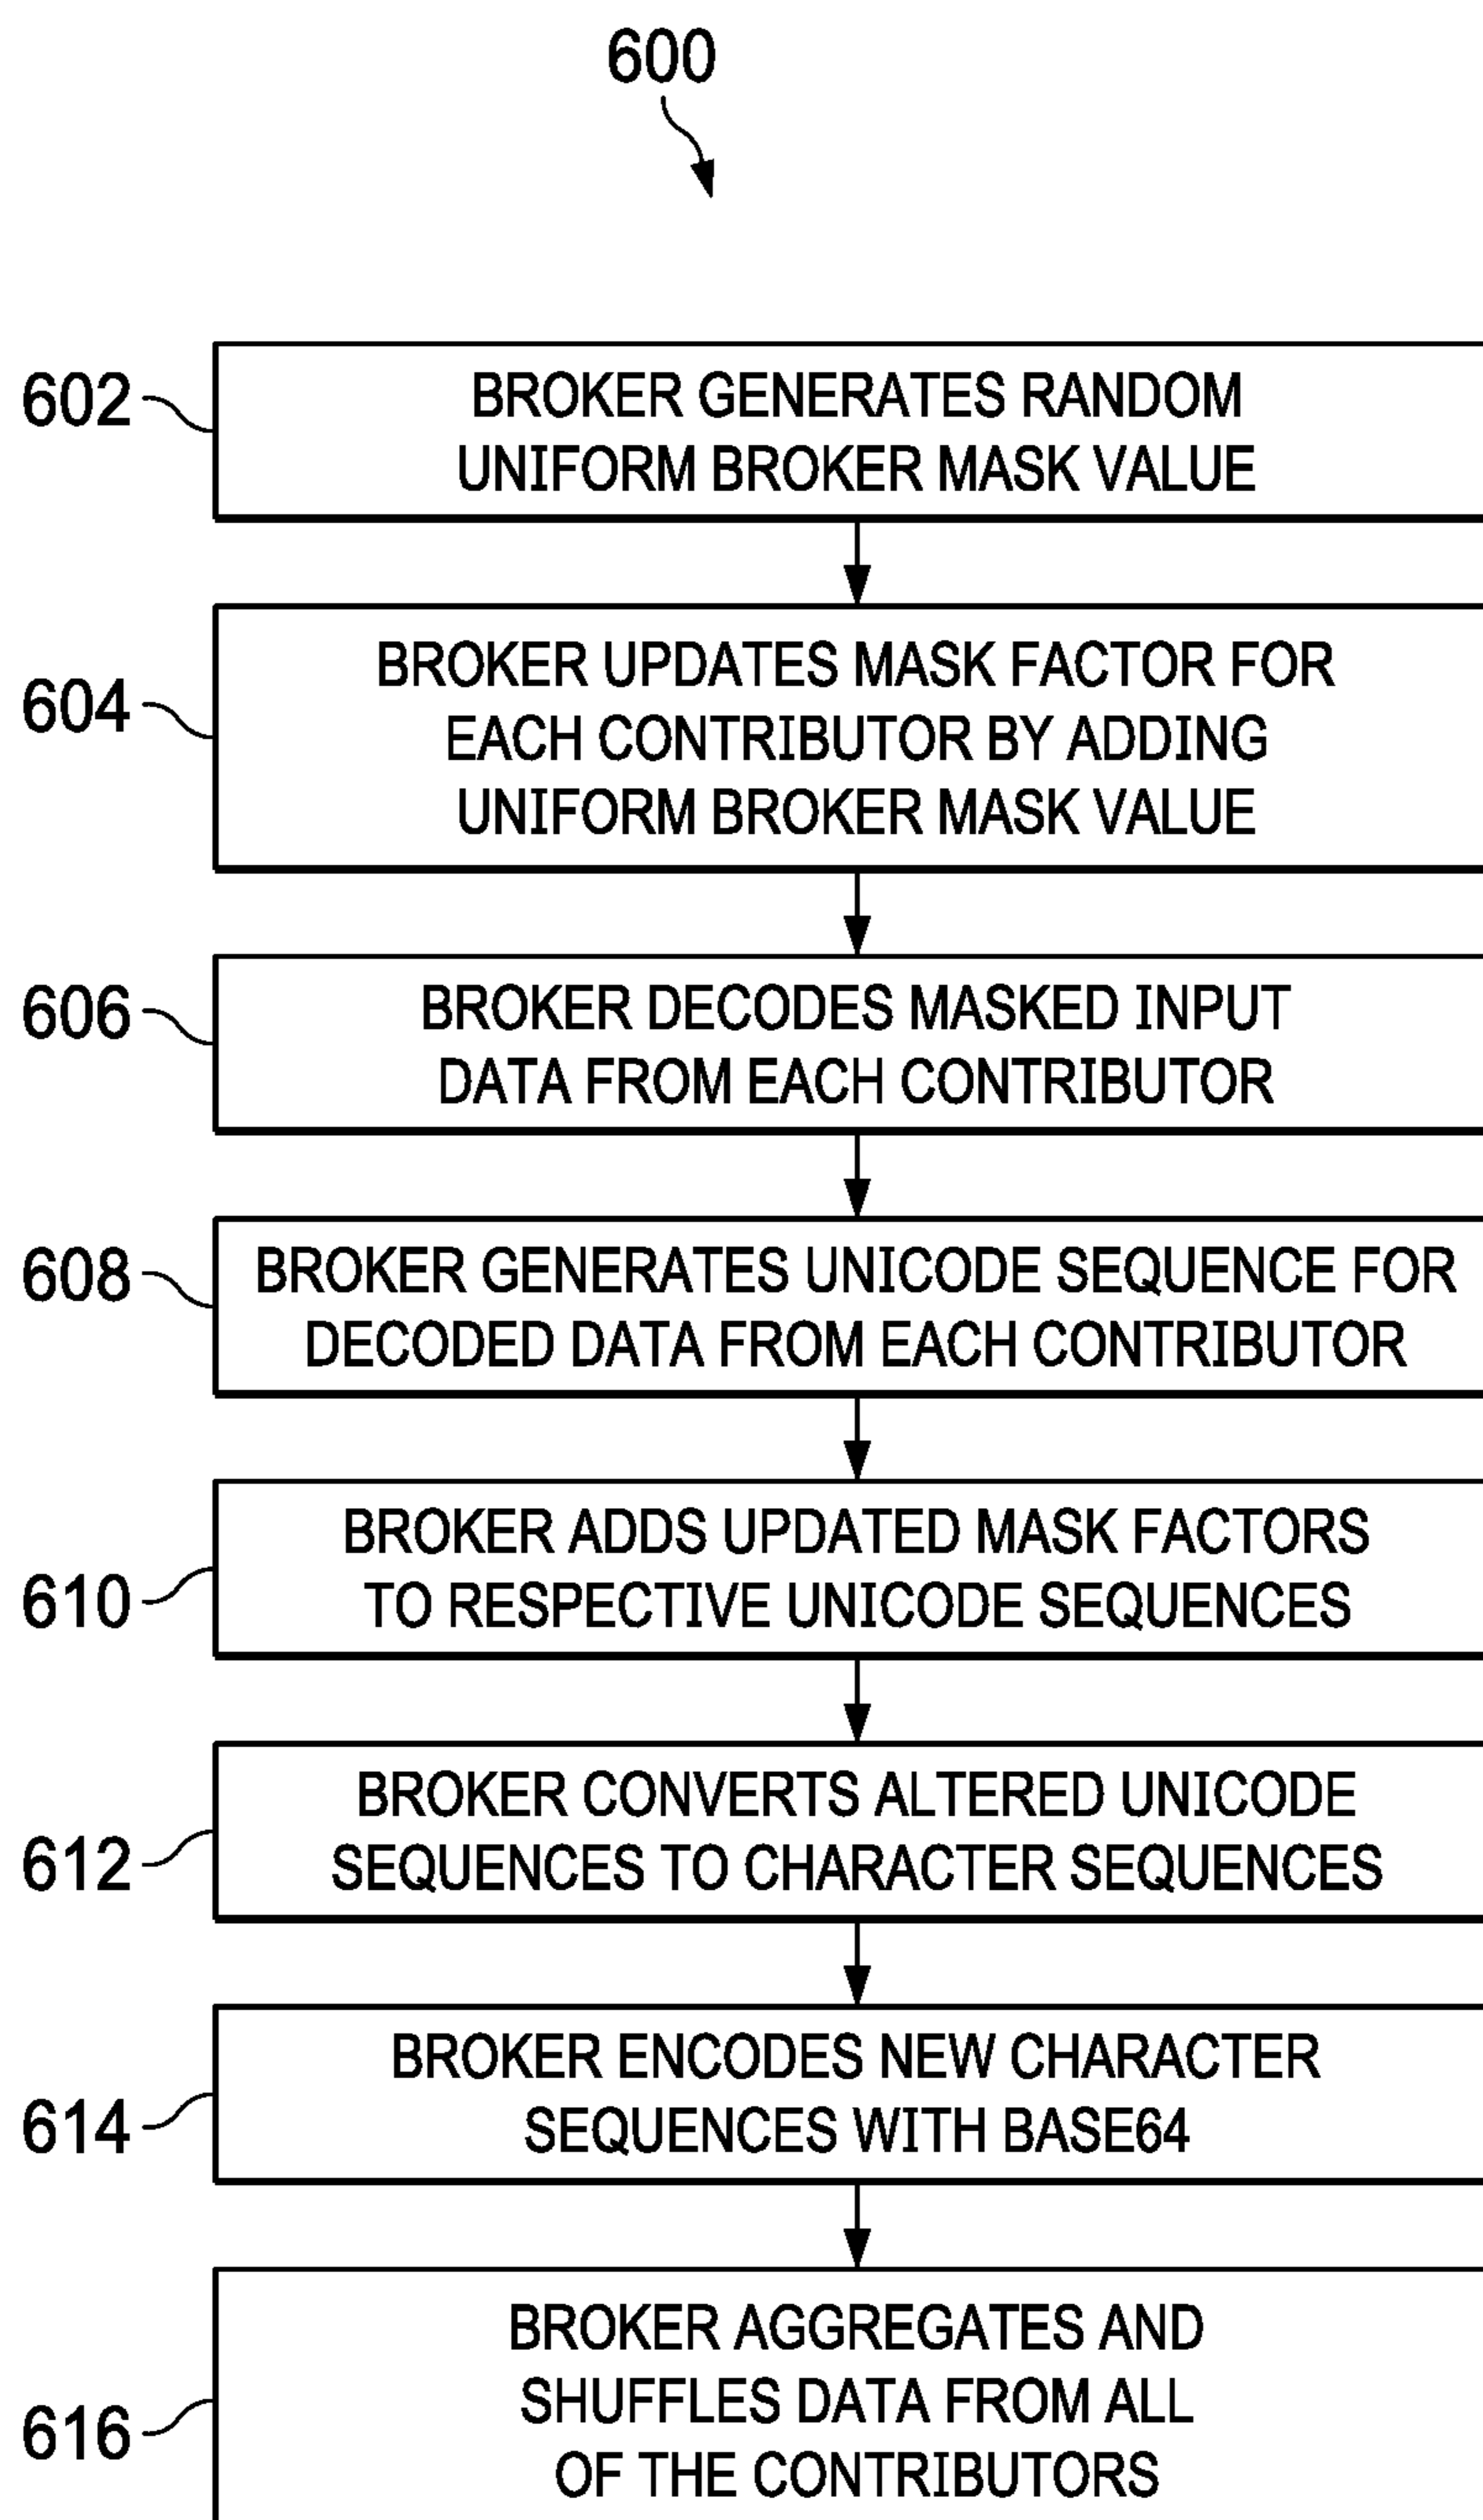 600
602
BROKER GENERATES RANDOM
UNIFORM BROKER MASK VALUE
604
BROKER UPDATES MASK FACTOR FOR
EACH CONTRIBUTOR BY ADDING
UNIFORM BROKER MASK VALUE
606
BROKER DECODES MASKED INPUT
DATA FROM EACH CONTRIBUTOR
608
BROKER GENERATES UNICODE SEQUENCE FOR
DECODED DATA FROM EACH CONTRIBUTOR
610
BROKER ADDS UPDATED MASK FACTORS
TO RESPECTIVE UNICODE SEQUENCES
612
BROKER CONVERTS ALTERED UNICODE
SEQUENCES TO CHARACTER SEQUENCES
614
BROKER ENCODES NEW CHARACTER
SEQUENCES WITH BASE64
616
BROKER AGGREGATES AND
SHUFFLES DATA FROM ALL
OF THE CONTRIBUTORS